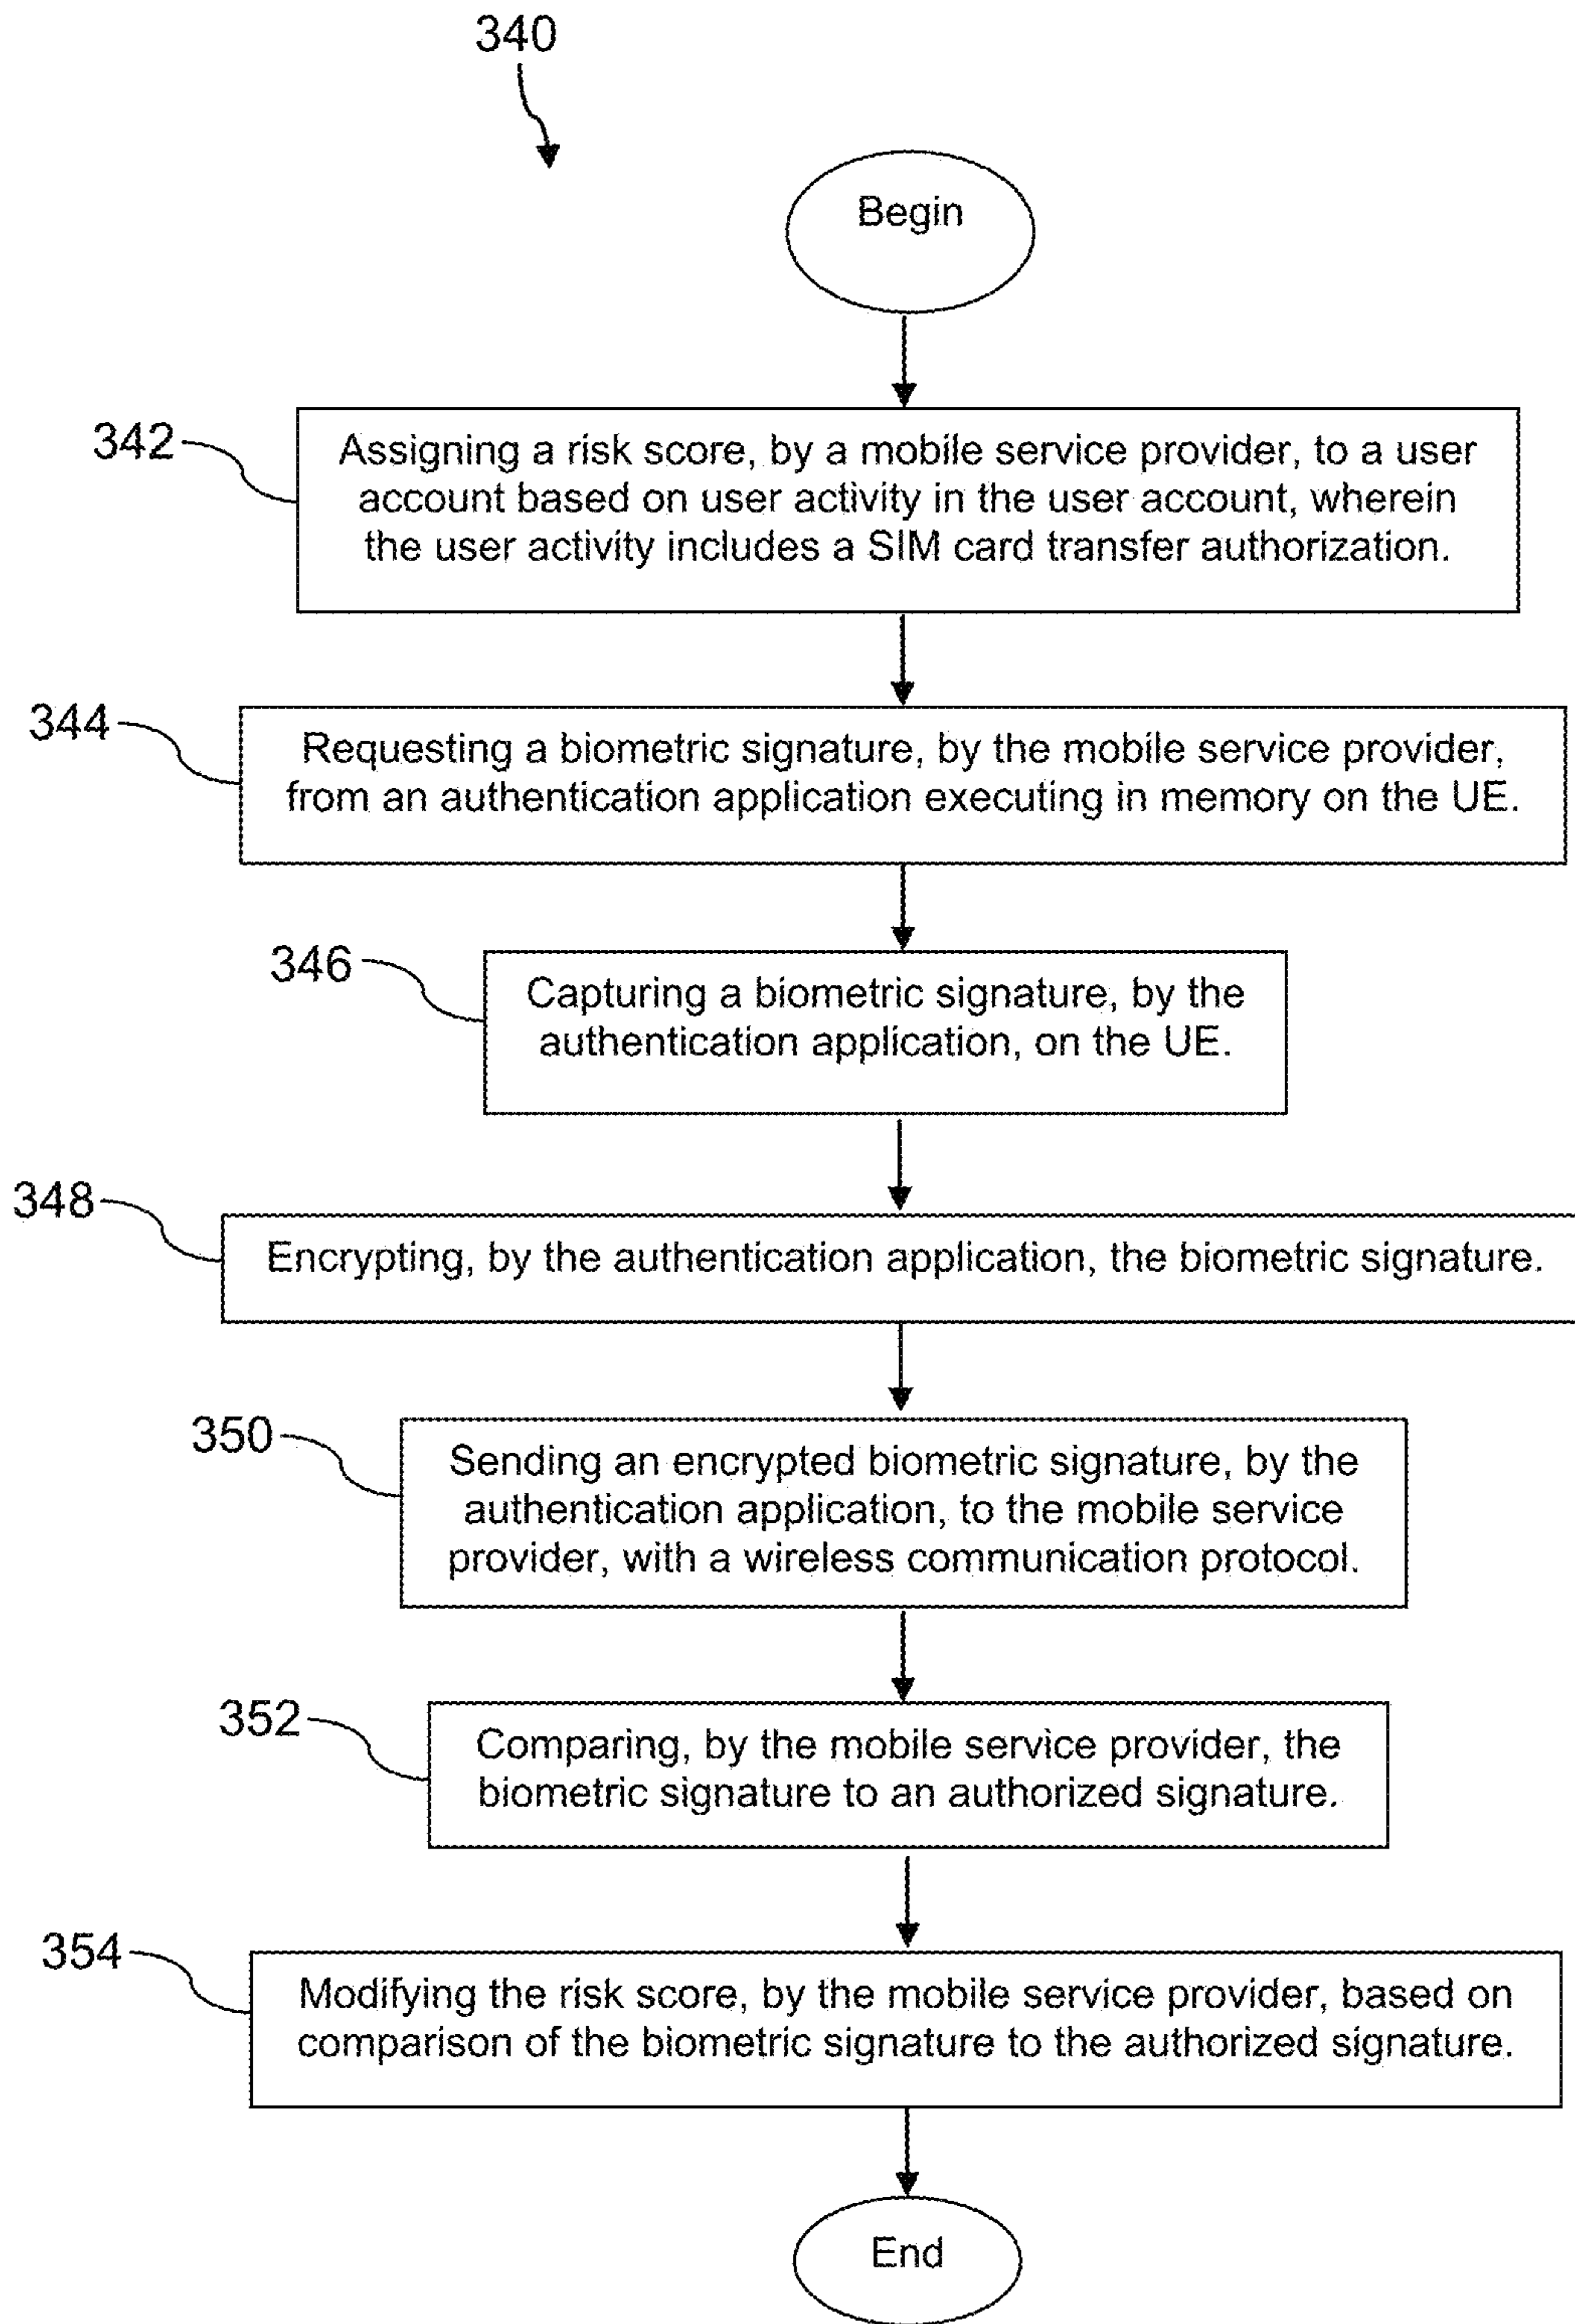 340
Begin
342
Assigning a risk score, by a mobile service provider, to a user
account based on user activity in the user account, wherein
the user activity includes a SIM card transfer authorization.
344
Requesting a biometric signature, by the mobile service provider,
from an authentication application executing in memory on the UE.
346
Capturing a biometric signature, by the
authentication application, on the UE.
348
Encrypting, by the authentication application, the biometric signature.
350
Sending an encrypted biometric signature, by the
authentication application, to the mobile service
provider, with a wireless communication protocol.
352
Comparing, by the mobile service provider, the
biometric signature to an authorized signature.
354
Modifying the risk score, by the mobile service provider, based on
comparison of the biometric signature to the authorized signature.
End